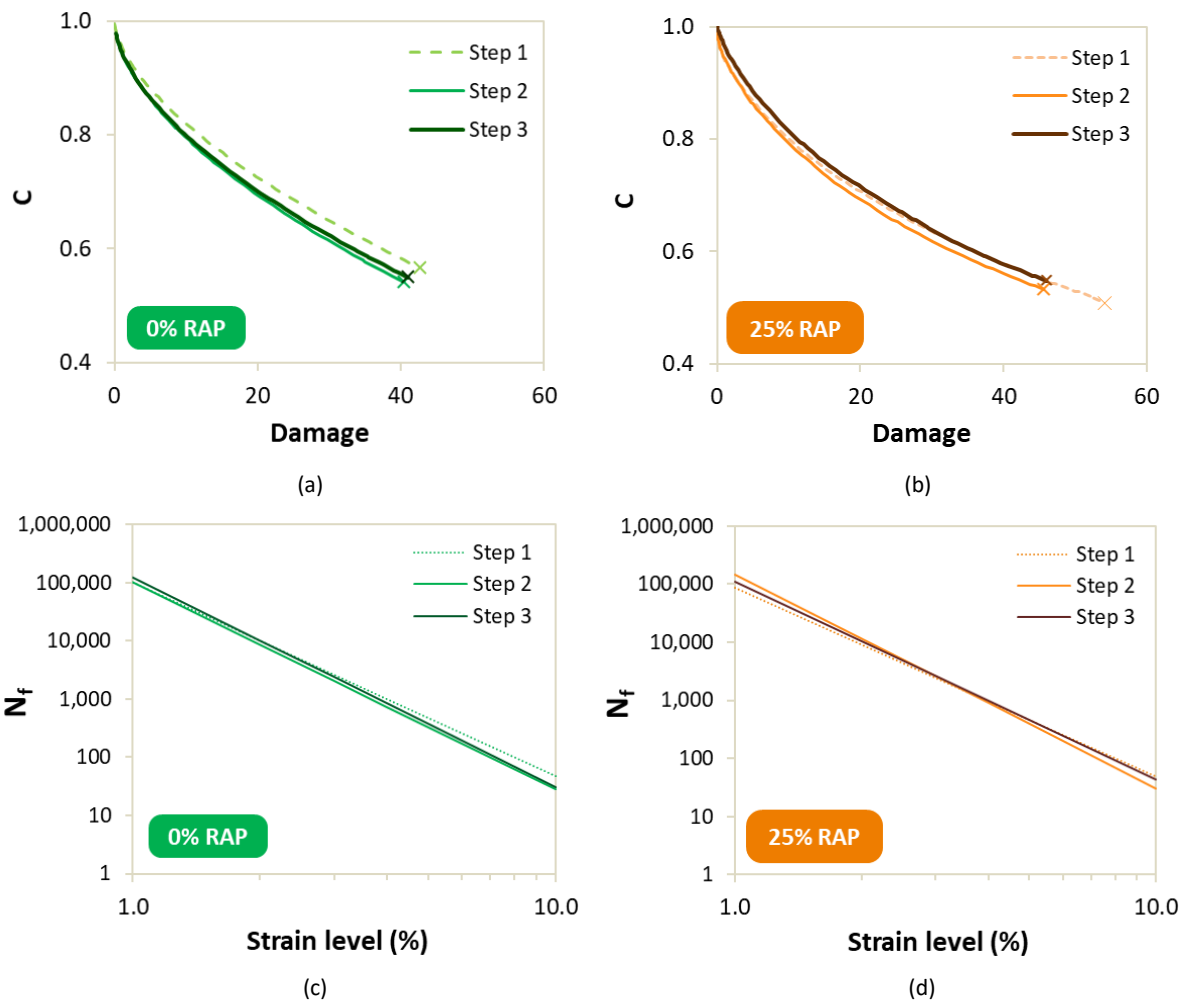 1.0
0.8
0.6
0.4
C
Step 1
Step 2
Step 3
0% RAP
0 20 40 60
Damage
(a)
1.0
0.8
0.6
0.4
C
Step 1
Step 2
Step 3
25% RAP
0 20 40 60
Damage
(b)
1,000,000
100,000
10,000
1,000
100
10
1
Nf
Step 1
Step 2
Step 3
0% RAP
1.0 10.0
Strain level (%)
(c)
1,000,000
100,000
10,000
1,000
100
10
1
Nf
Step 1
Step 2
Step 3
25% RAP
1.0 10.0
Strain level (%)
(d)